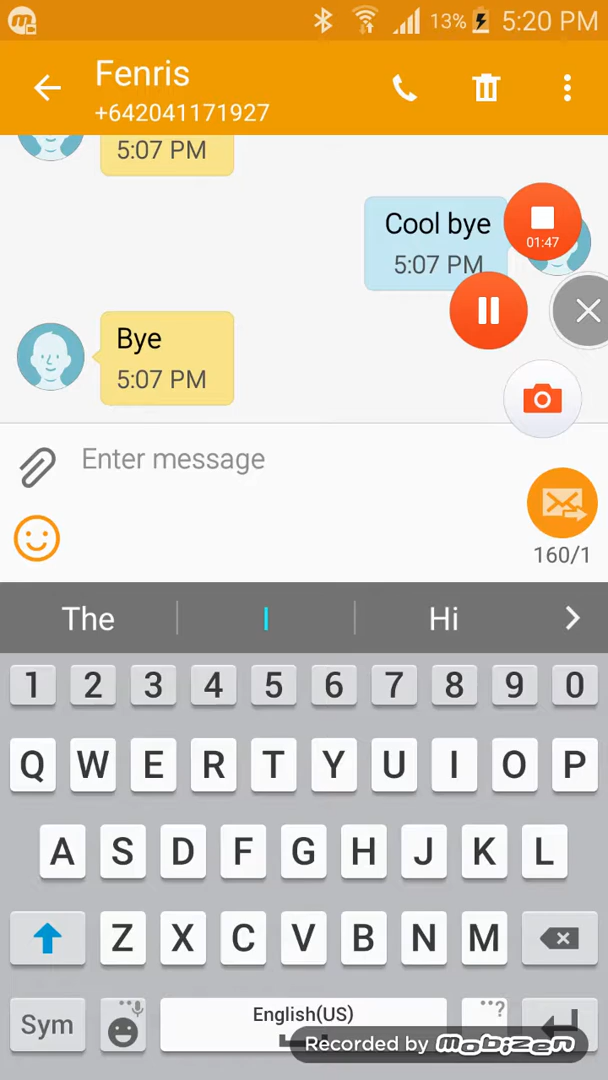 13% 5:20 PM
Fenris
+642041171927
5:07 PM
Cool bye
5:07 PM
01:47
Bye
5:07 PM
Enter message
160/1
The I Hi
1 2 3 4 5 6 7 8 9 0
Q W E R T Y U I O P
A S D F G H J K L
Z X C V B N M
Sym English(US) ?
Recorded by mobizen